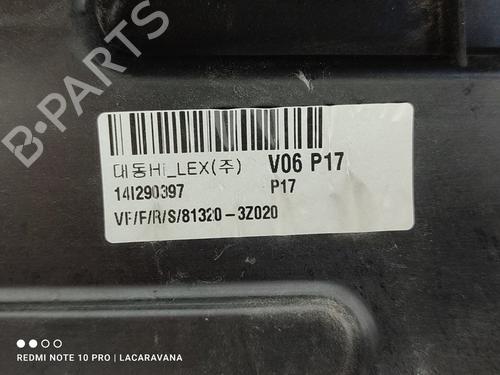 B-PARTS
대동Hi_LEX(주) V06 P17
14I290397 P17
VF/F/R/S/81320-3Z020
REDMI NOTE 10 PRO | LACARAVANA